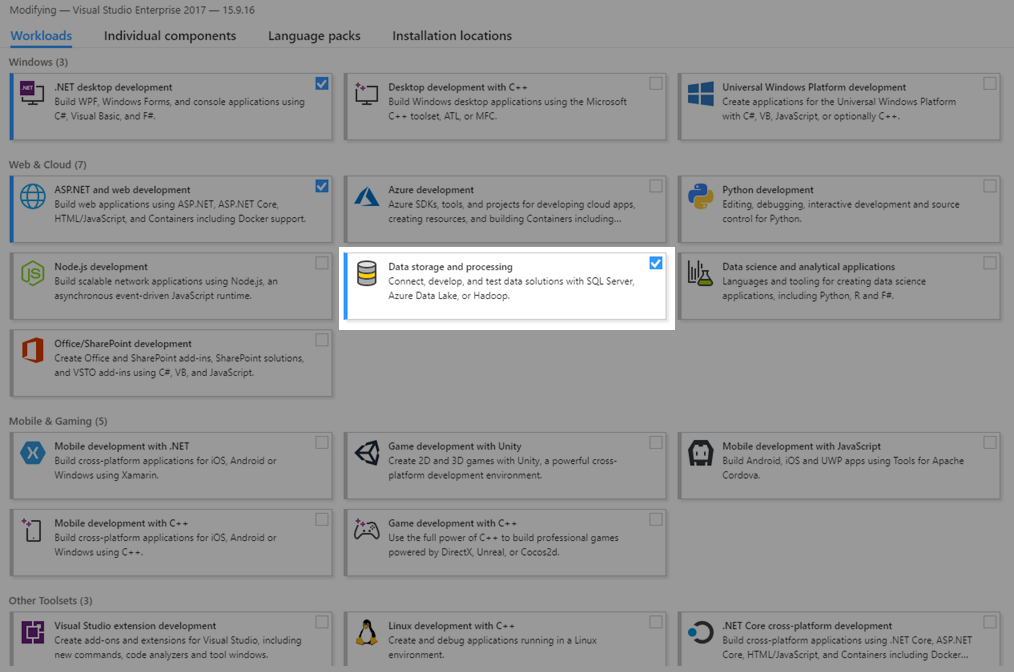 Modifying — Visual Studio Enterprise 2017 — 15.9.16
Workloads Individual components Language packs Installation locations
Windows (3)
.NET
.NET desktop development
Build WPF, Windows Forms, and console applications using
C#, Visual Basic, and F#.
Desktop development with C++
Build Windows desktop applications using the Microsoft
C++ toolset, ATL, or MFC.
Universal Windows Platform development
Create applications for the Universal Windows Platform
with C#, VB, JavaScript, or optionally C++.
Web & Cloud (7)
ASP.NET and web development
Build web applications using ASP.NET, ASP.NET Core,
HTML/JavaScript, and Containers including Docker support.
Azure development
Azure SDKs, tools, and projects for developing cloud apps,
creating resources, and building Containers including...
Python development
Editing, debugging, interactive development and source
control for Python.
JS
Node.js development
Build scalable network applications using Node.js, an
asynchronous event-driven JavaScript runtime.
Data storage and processing
Connect, develop, and test data solutions with SQL Server,
Azure Data Lake, or Hadoop.
Data science and analytical applications
Languages and tooling for creating data science
applications, including Python, R and F#.
Office/SharePoint development
Create Office and SharePoint add-ins, SharePoint solutions,
and VSTO add-ins using C#, VB, and JavaScript.
Mobile & Gaming (5)
Mobile development with .NET
Build cross-platform applications for iOS, Android or
Windows using Xamarin.
Game development with Unity
Create 2D and 3D games with Unity, a powerful cross-
platform development environment.
Mobile development with JavaScript
Build Android, iOS and UWP apps using Tools for Apache
Cordova.
Mobile development with C++
Build cross-platform applications for iOS, Android or
Windows using C++.
Game development with C++
Use the full power of C++ to build professional games
powered by DirectX, Unreal, or Cocos2d.
Other Toolsets (3)
Visual Studio extension development
Create add-ons and extensions for Visual Studio, including
new commands, code analyzers and tool windows.
Linux development with C++
Create and debug applications running in a Linux
environment.
.NET Core cross-platform development
Build cross-platform applications using .NET Core, ASP.NET
Core, HTML/JavaScript, and Containers including Docker...